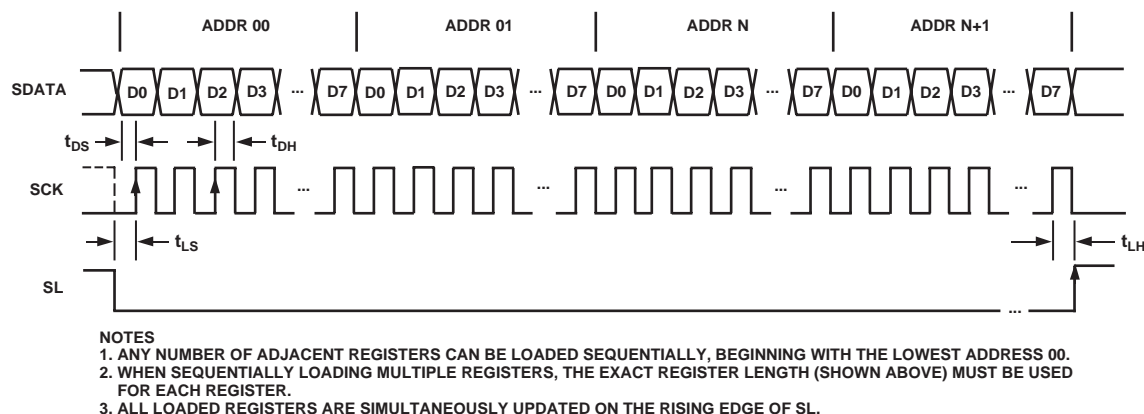 ADDR 00 ADDR 01 ADDR N ADDR N+1
SDATA D0 D1 D2 D3 ... D7 D0 D1 D2 D3 ... D7 D0 D1 D2 D3 ... D7 D0 D1 D2 D3 ... D7
tDS tDH
SCK ... ... ... ...
tLS tLH
SL ...
NOTES
1. ANY NUMBER OF ADJACENT REGISTERS CAN BE LOADED SEQUENTIALLY, BEGINNING WITH THE LOWEST ADDRESS 00.
2. WHEN SEQUENTIALLY LOADING MULTIPLE REGISTERS, THE EXACT REGISTER LENGTH (SHOWN ABOVE) MUST BE USED
FOR EACH REGISTER.
3. ALL LOADED REGISTERS ARE SIMULTANEOUSLY UPDATED ON THE RISING EDGE OF SL.